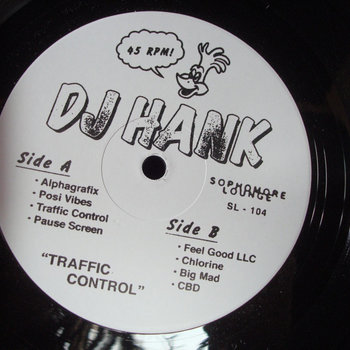 45 RPM!
DJ HANK
Side A
• Alphagrafix
• Posi Vibes
• Traffic Control
• Pause Screen
SOPHOMORE
LOUNGE
SL - 104
Side B
• Feel Good LLC
• Chlorine
• Big Mad
• CBD
"TRAFFIC
CONTROL"